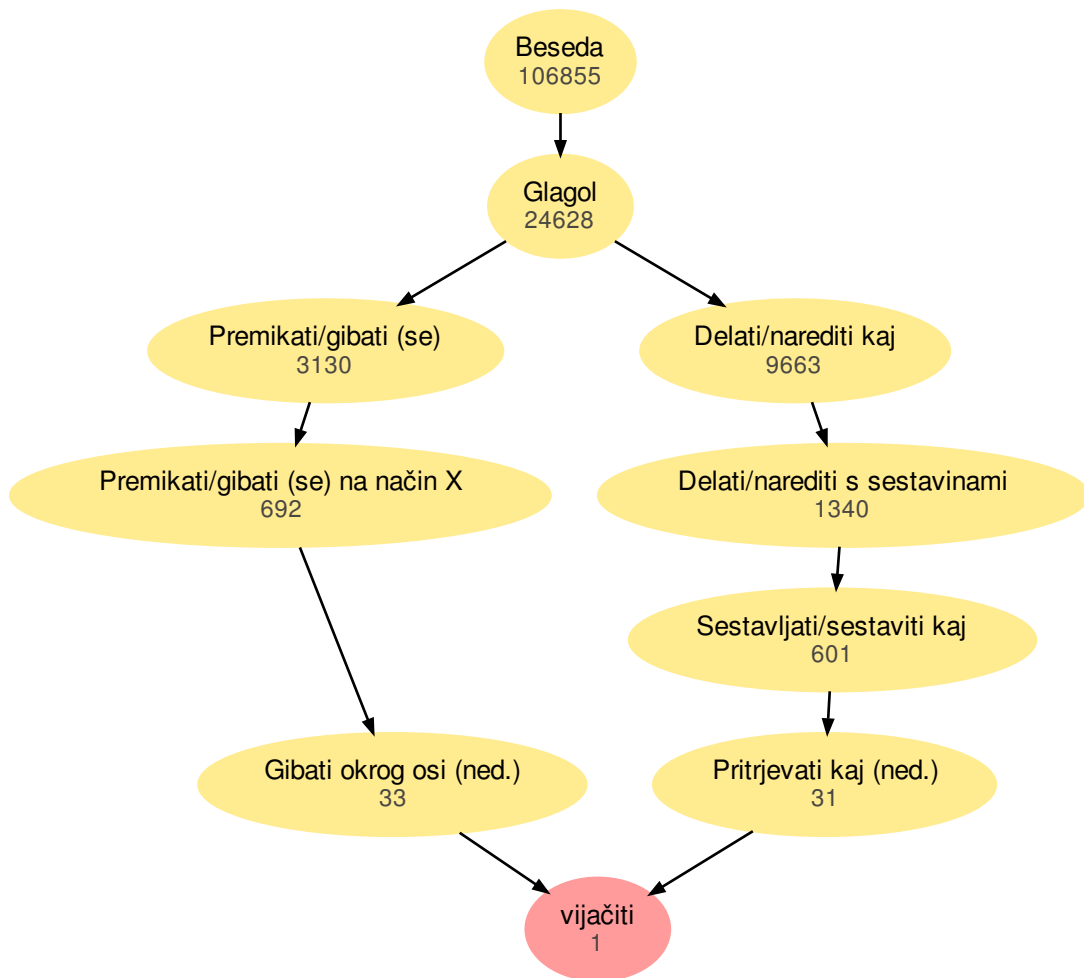 Beseda
106855
Glagol
24628
Premikati/gibati (se)
3130
Delati/narediti kaj
9663
Premikati/gibati (se) na način X
692
Delati/narediti s sestavinami
1340
Sestavljati/sestaviti kaj
601
Gibati okrog osi (ned.)
33
Pritrjevati kaj (ned.)
31
vijačiti
1